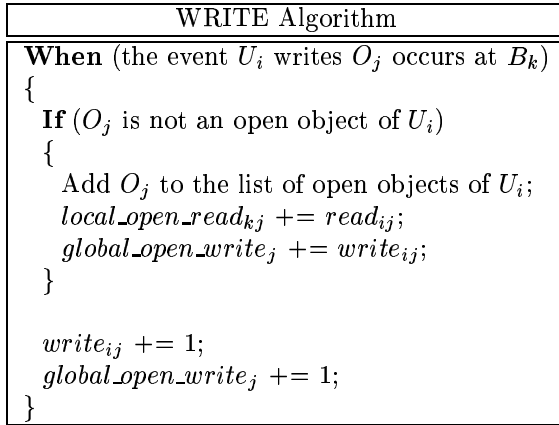 WRITE Algorithm
When (the event U_i writes O_j occurs at B_k)
{
If (O_j is not an open object of U_i)
{
Add O_j to the list of open objects of U_i;
local_open_read_kj += read_ij;
global_open_write_j += write_ij;
}
write_ij += 1;
global_open_write_j += 1;
}